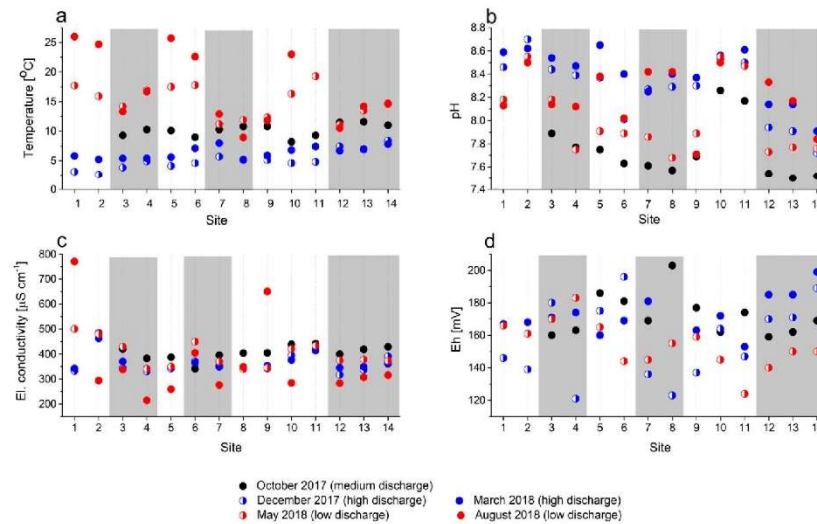 a
Temperature [°C]
25
20
15
10
5
0
1 2 3 4 5 6 7 8 9 10 11 12 13 14
Site
b
pH
8.8
8.6
8.4
8.2
8.0
7.8
7.6
7.4
1 2 3 4 5 6 7 8 9 10 11 12 13
Site
c
El. conductivity [µS cm⁻¹]
800
700
600
500
400
300
200
1 2 3 4 5 6 7 8 9 10 11 12 13 14
Site
d
Eh [mV]
200
180
160
140
120
1 2 3 4 5 6 7 8 9 10 11 12 13
Site
October 2017 (medium discharge)
December 2017 (high discharge)
March 2018 (high discharge)
May 2018 (low discharge)
August 2018 (low discharge)